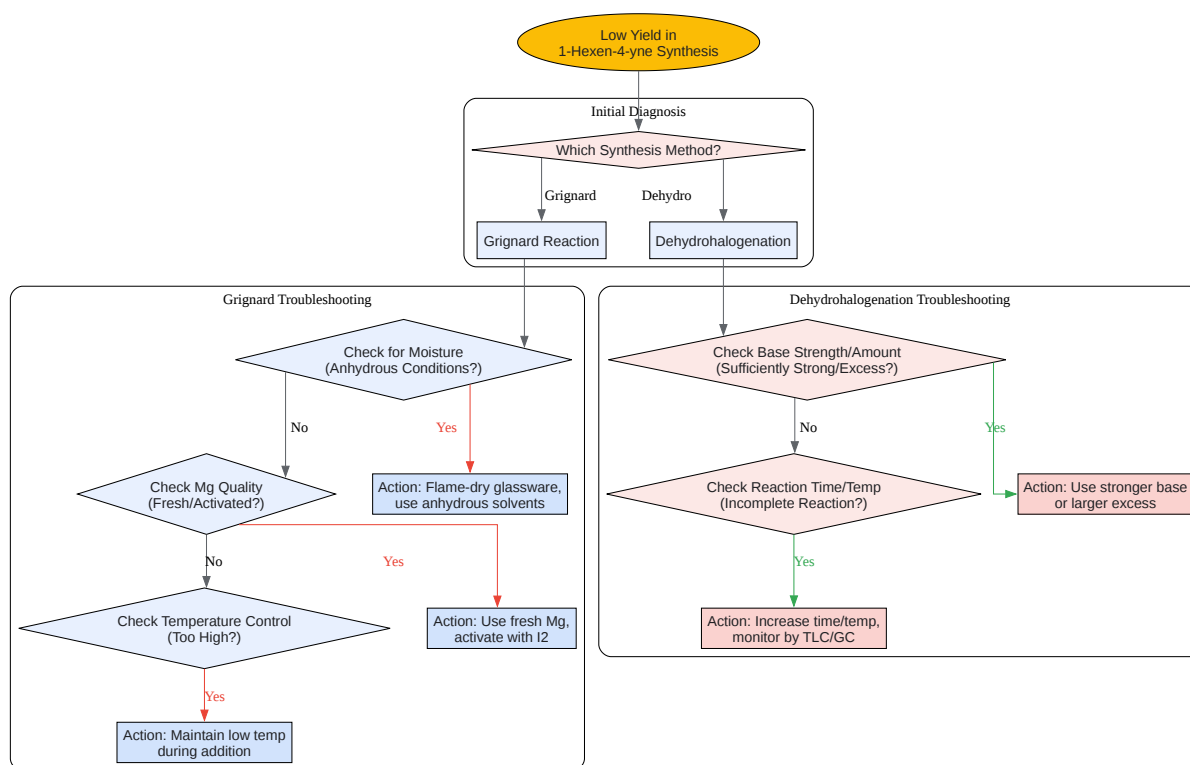 Low Yield in
1-Hexen-4-yne Synthesis
Initial Diagnosis
Which Synthesis Method?
Grignard
Dehydro
Grignard Reaction
Dehydrohalogenation
Grignard Troubleshooting
Check for Moisture
(Anhydrous Conditions?)
No
Yes
Check Mg Quality
(Fresh/Activated?)
Action: Flame-dry glassware,
use anhydrous solvents
No
Yes
Check Temperature Control
(Too High?)
Action: Use fresh Mg,
activate with I2
Yes
Action: Maintain low temp
during addition
Dehydrohalogenation Troubleshooting
Check Base Strength/Amount
(Sufficiently Strong/Excess?)
No
Yes
Check Reaction Time/Temp
(Incomplete Reaction?)
Action: Use stronger base
or larger excess
Yes
Action: Increase time/temp,
monitor by TLC/GC